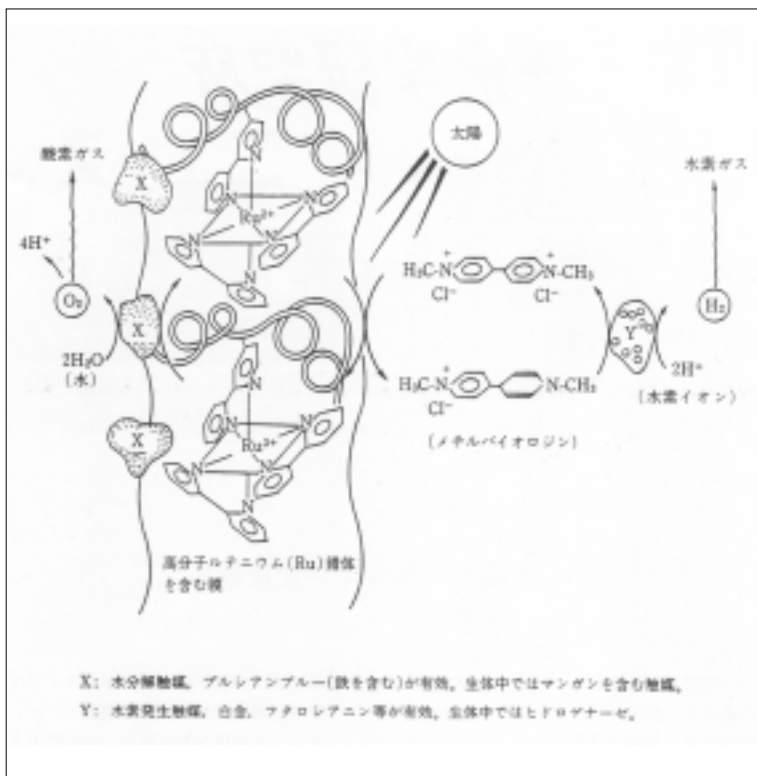 太陽
酸素ガス
水素ガス
X
4H⁺
O₂
2H₂O
(水)
X
X
N
N
N
Ru²⁺
N
N
N
N
N
N
Ru³⁺
N
N
N
H₃C-N⁺
N⁺-CH₃
Cl⁻
Cl⁻
H₃C-N⁺
N-CH₃
Cl⁻
(メチルバイオロジン)
Y
H₂
2H⁺
(水素イオン)
高分子ルテニウム(Ru)錯体
を含む膜
X: 水分解触媒, プルシアンブルー(鉄を含む)が有効, 生体中ではマンガンを含む触媒。
Y: 水素発生触媒, 白金, フタロシアニン等が有効, 生体中ではヒドロゲナーゼ。